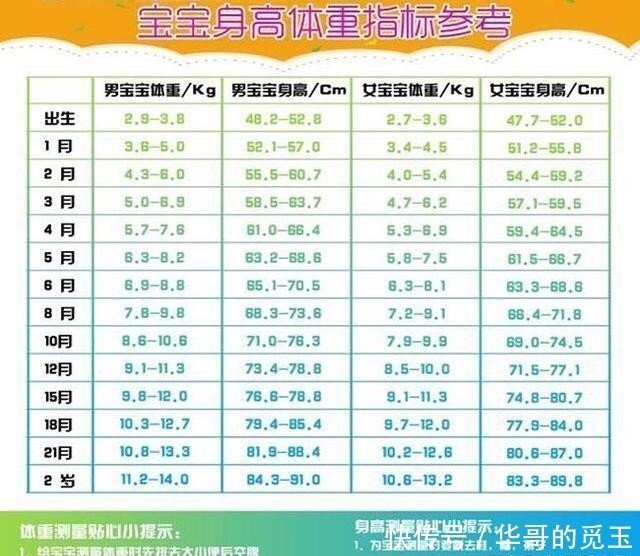 宝宝身高体重指标参考
男宝宝体重/Kg 男宝宝身高/Cm 女宝宝体重/Kg 女宝宝身高/Cm
出生 2.9-3.8 48.2-52.8 2.7-3.6 47.7-52.0
1 月 3.6-5.0 52.1-57.0 3.4-4.5 51.2-55.8
2 月 4.3-6.0 55.5-60.7 4.0-5.4 54.4-59.2
3 月 5.0-6.9 58.5-63.7 4.7-6.2 57.1-59.5
4 月 5.7-7.6 61.0-66.4 5.3-6.9 59.4-64.5
5 月 6.3-8.2 63.2-68.6 5.8-7.5 61.5-66.7
6 月 6.9-8.8 65.1-70.5 6.3-8.1 63.3-68.6
8 月 7.8-9.8 68.3-73.6 7.2-9.1 66.4-71.8
10月 8.6-10.6 71.0-76.3 7.9-9.9 69.0-74.5
12月 9.1-11.3 73.4-78.8 8.5-10.0 71.5-77.1
15月 9.8-12.0 76.6-78.8 9.1-11.3 74.8-80.7
18月 10.3-12.7 79.4-85.4 9.7-12.0 77.9-84.0
21月 10.8-13.3 81.9-88.4 10.2-12.6 80.6-87.0
2 岁 11.2-14.0 84.3-91.0 10.6-13.2 83.3-89.8
体重测量贴心小提示: 身高测量贴心小提示
1、给宝宝测量体重时先排去大小便后空腹 1、为宝宝测量时要脱去鞋
快传号/华哥的觅玉